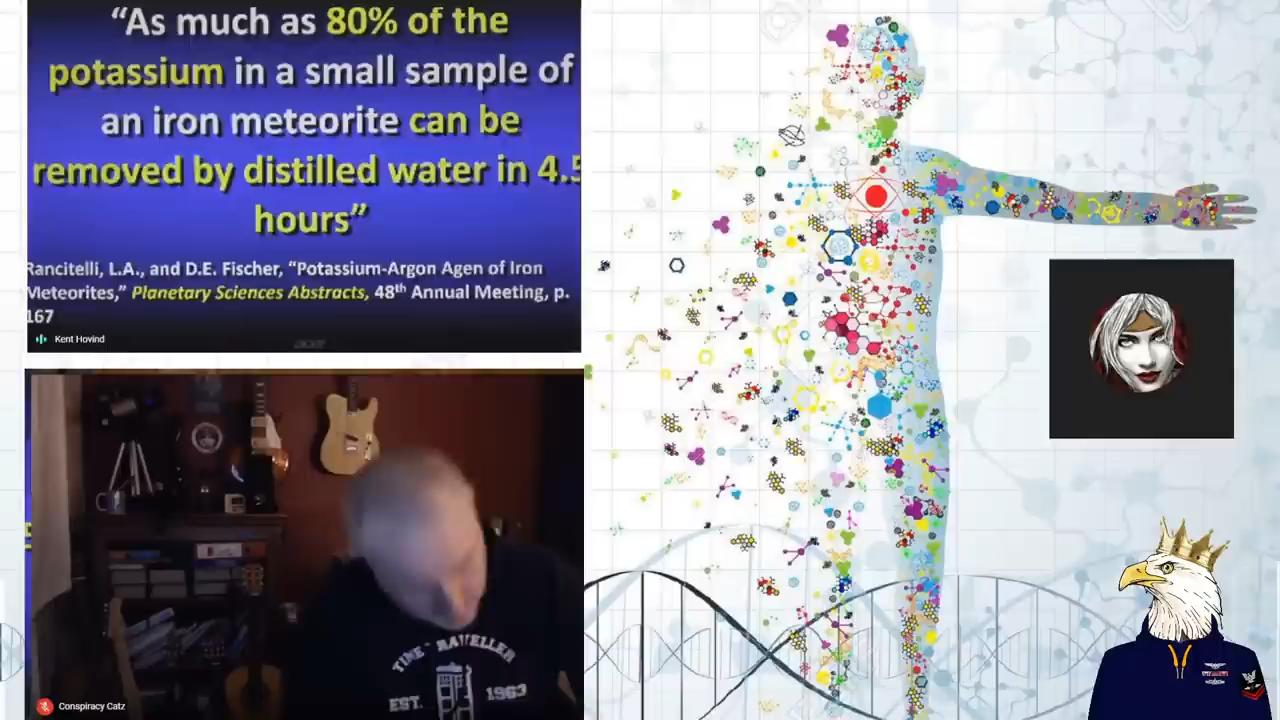 “As much as 80% of the
potassium in a small sample of
an iron meteorite can be
removed by distilled water in 4.5
hours”
Rancitelli, L.A., and D.E. Fischer, “Potassium-Argon Agen of Iron
Meteorites,” Planetary Sciences Abstracts, 48th Annual Meeting, p.
167
Kent Hovind
acer
TIME TRAVELLER
EST. 1963
Conspiracy Catz